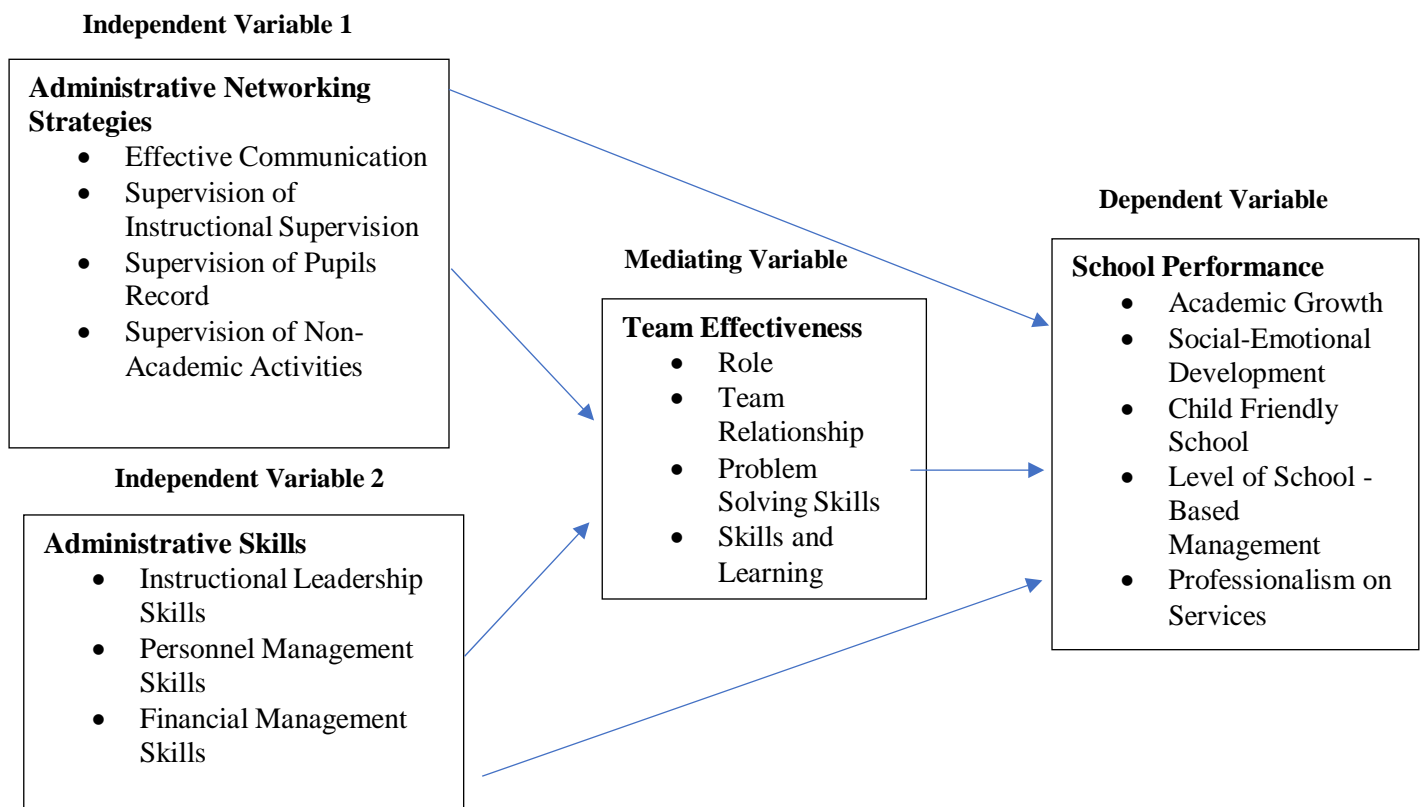 Independent Variable 1
Administrative Networking
Strategies
• Effective Communication
• Supervision of
Instructional Supervision
• Supervision of Pupils
Record
• Supervision of Non-
Academic Activities
Independent Variable 2
Administrative Skills
• Instructional Leadership
Skills
• Personnel Management
Skills
• Financial Management
Skills
Mediating Variable
Team Effectiveness
• Role
• Team
Relationship
• Problem
Solving Skills
• Skills and
Learning
Dependent Variable
School Performance
• Academic Growth
• Social-Emotional
Development
• Child Friendly
School
• Level of School -
Based
Management
• Professionalism on
Services